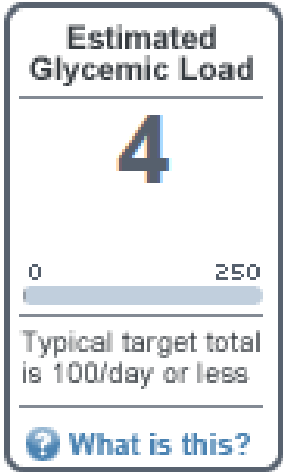 Estimated
Glycemic Load
4
0 250
Typical target total
is 100/day or less
? What is this?